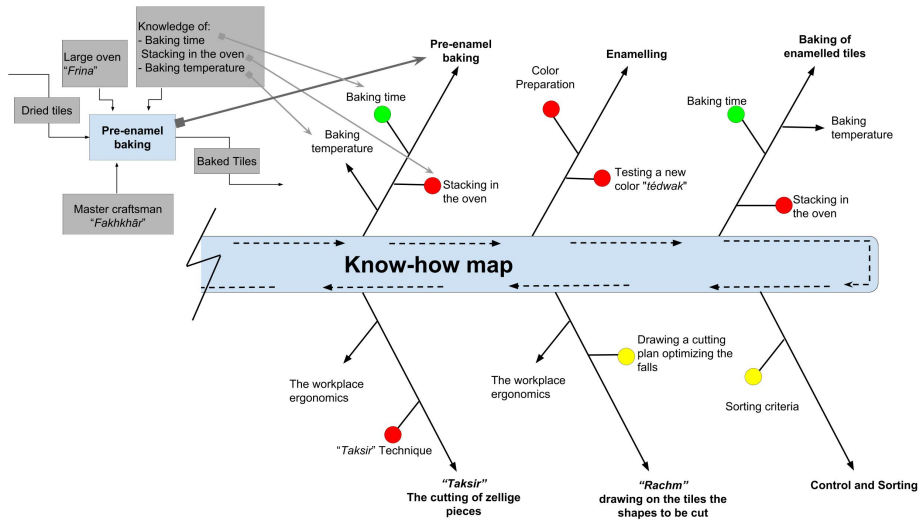 Knowledge of:
- Baking time
Stacking in the oven
- Baking temperature
Large oven
“Frina”
Dried tiles
Pre-enamel
baking
Baked Tiles
Master craftsman
“Fakhkhār”
Pre-enamel
baking
Baking time
Baking
temperature
Stacking in
the oven
Enamelling
Color
Preparation
Testing a new
color "tédwak"
Baking of
enamelled tiles
Baking time
Baking
temperature
Stacking in
the oven
Know-how map
The workplace
ergonomics
“Taksir” Technique
“Taksir”
The cutting of zellige
pieces
The workplace
ergonomics
Drawing a cutting
plan optimizing the
falls
“Rachm”
drawing on the tiles the
shapes to be cut
Sorting criteria
Control and Sorting